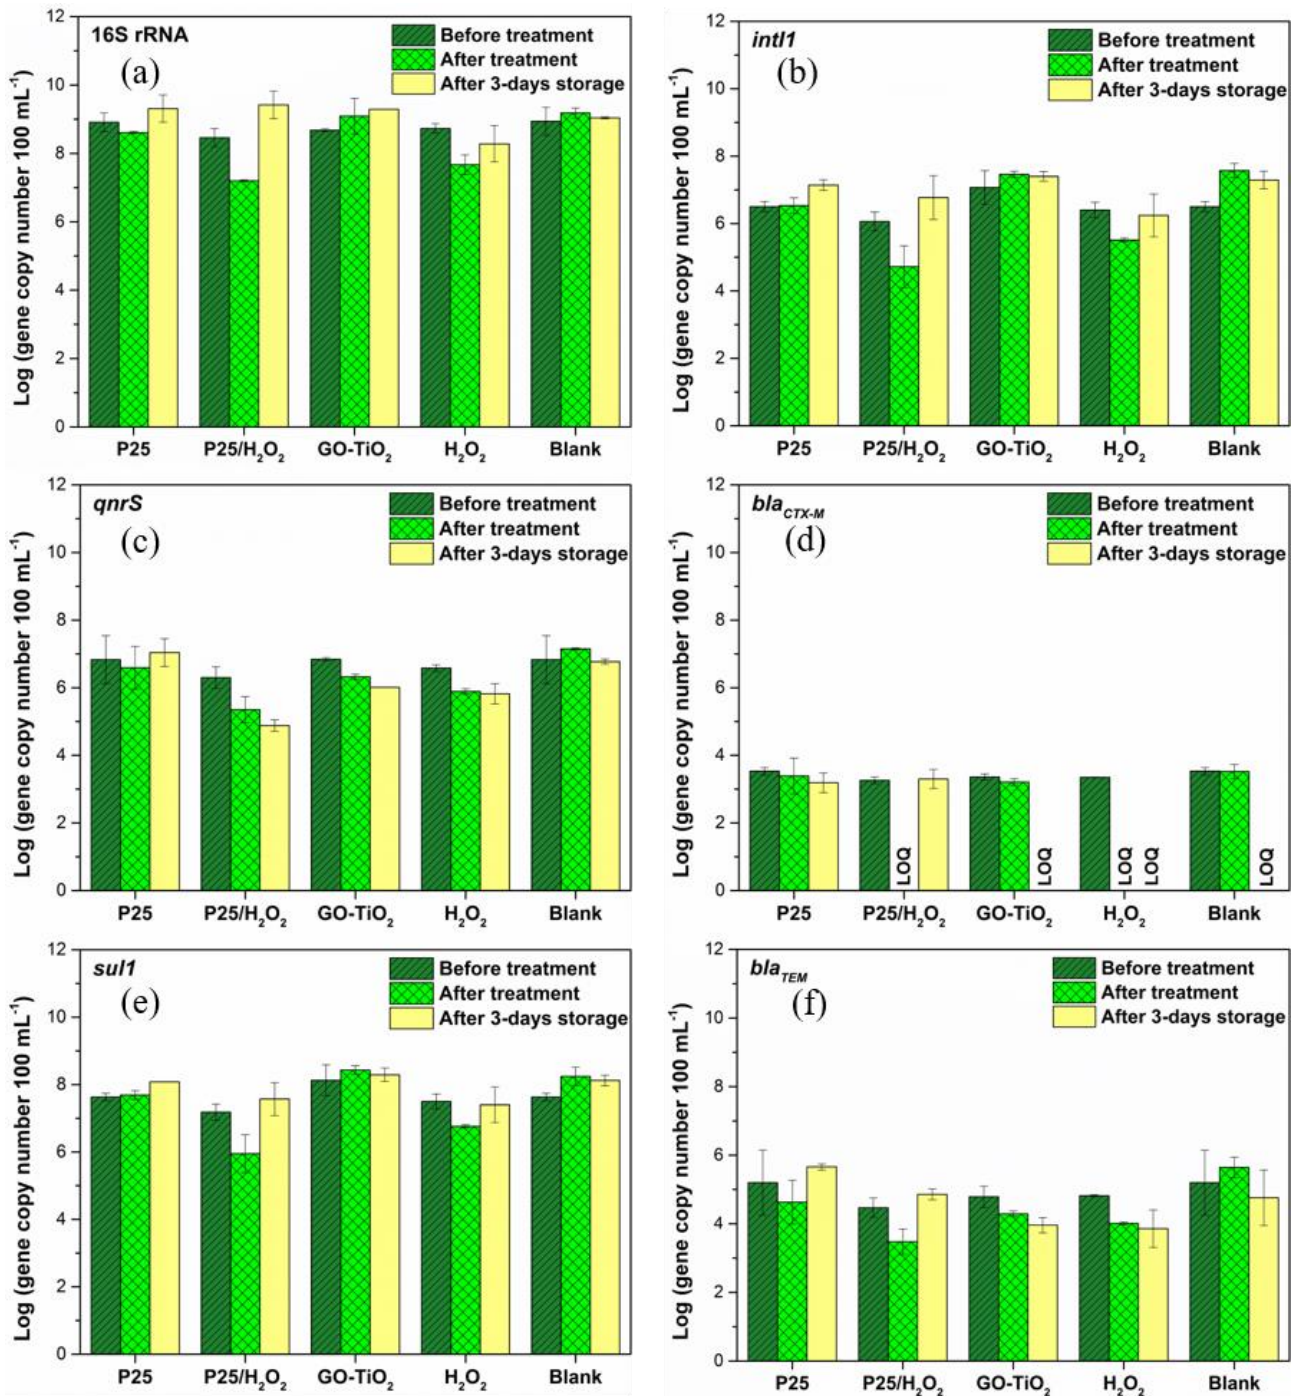 16S rRNA
(a)
Before treatment
After treatment
After 3-days storage
Log (gene copy number 100 mL⁻¹)
12
10
8
6
4
2
0
P25
P25/H₂O₂
GO-TiO₂
H₂O₂
Blank
intI1
(b)
Before treatment
After treatment
After 3-days storage
Log (gene copy number 100 mL⁻¹)
12
10
8
6
4
2
0
P25
P25/H₂O₂
GO-TiO₂
H₂O₂
Blank
qnrS
(c)
Before treatment
After treatment
After 3-days storage
Log (gene copy number 100 mL⁻¹)
12
10
8
6
4
2
0
P25
P25/H₂O₂
GO-TiO₂
H₂O₂
Blank
bla CTX-M
(d)
Before treatment
After treatment
After 3-days storage
Log (gene copy number 100 mL⁻¹)
12
10
8
6
4
2
0
LOQ
LOQ
LOQ
LOQ
LOQ
P25
P25/H₂O₂
GO-TiO₂
H₂O₂
Blank
sul1
(e)
Before treatment
After treatment
After 3-days storage
Log (gene copy number 100 mL⁻¹)
12
10
8
6
4
2
0
P25
P25/H₂O₂
GO-TiO₂
H₂O₂
Blank
bla TEM
(f)
Before treatment
After treatment
After 3-days storage
Log (gene copy number 100 mL⁻¹)
12
10
8
6
4
2
0
P25
P25/H₂O₂
GO-TiO₂
H₂O₂
Blank